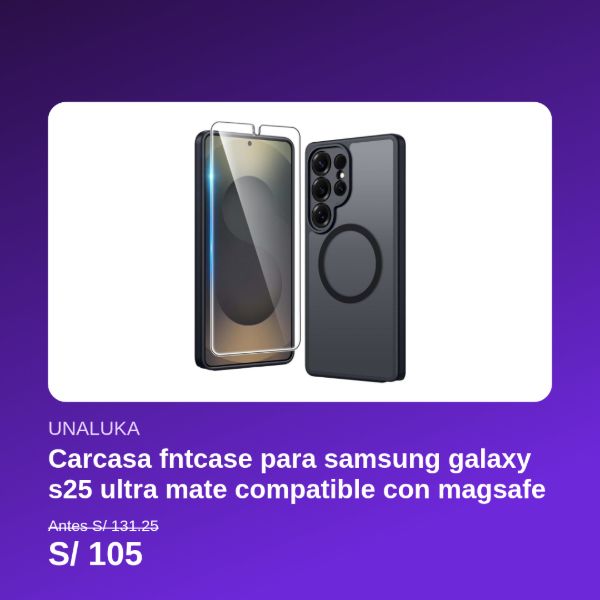 UNALUKA
Carcasa fntcase para samsung galaxy
s25 ultra mate compatible con magsafe
Antes S/ 131.25
S/ 105